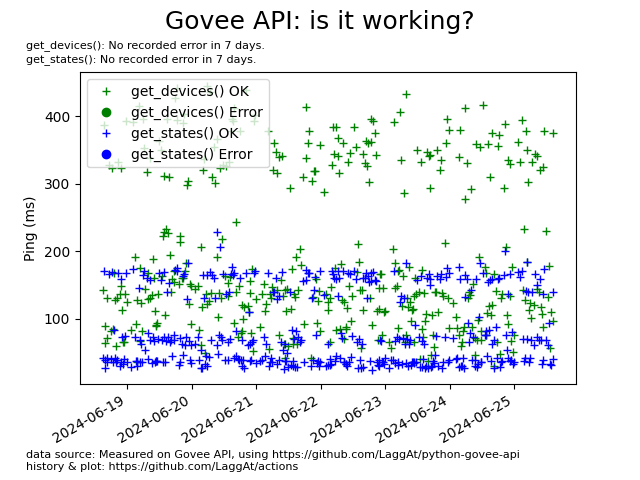 Govee API: is it working?
get_devices(): No recorded error in 7 days.
get_states(): No recorded error in 7 days.
get_devices() OK
get_devices() Error
get_states() OK
get_states() Error
Ping (ms)
400
300
200
100
2024-06-19
2024-06-20
2024-06-21
2024-06-22
2024-06-23
2024-06-24
2024-06-25
data source: Measured on Govee API, using https://github.com/LaggAt/python-govee-api
history & plot: https://github.com/LaggAt/actions